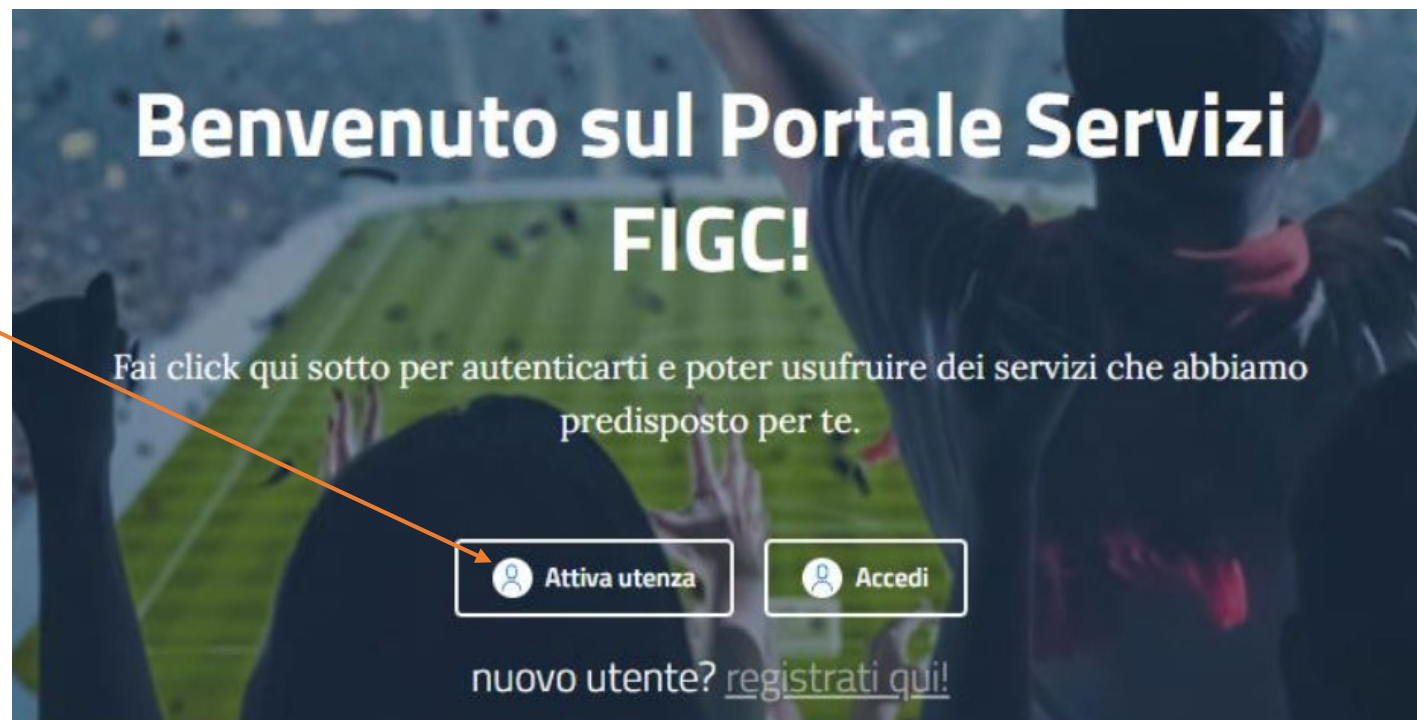 Benvenuto sul Portale Servizi
FIGC!
Fai click qui sotto per autenticarti e poter usufruire dei servizi che abbiamo
predisposto per te.
Attiva utenza
Accedi
nuovo utente? registrati qui!